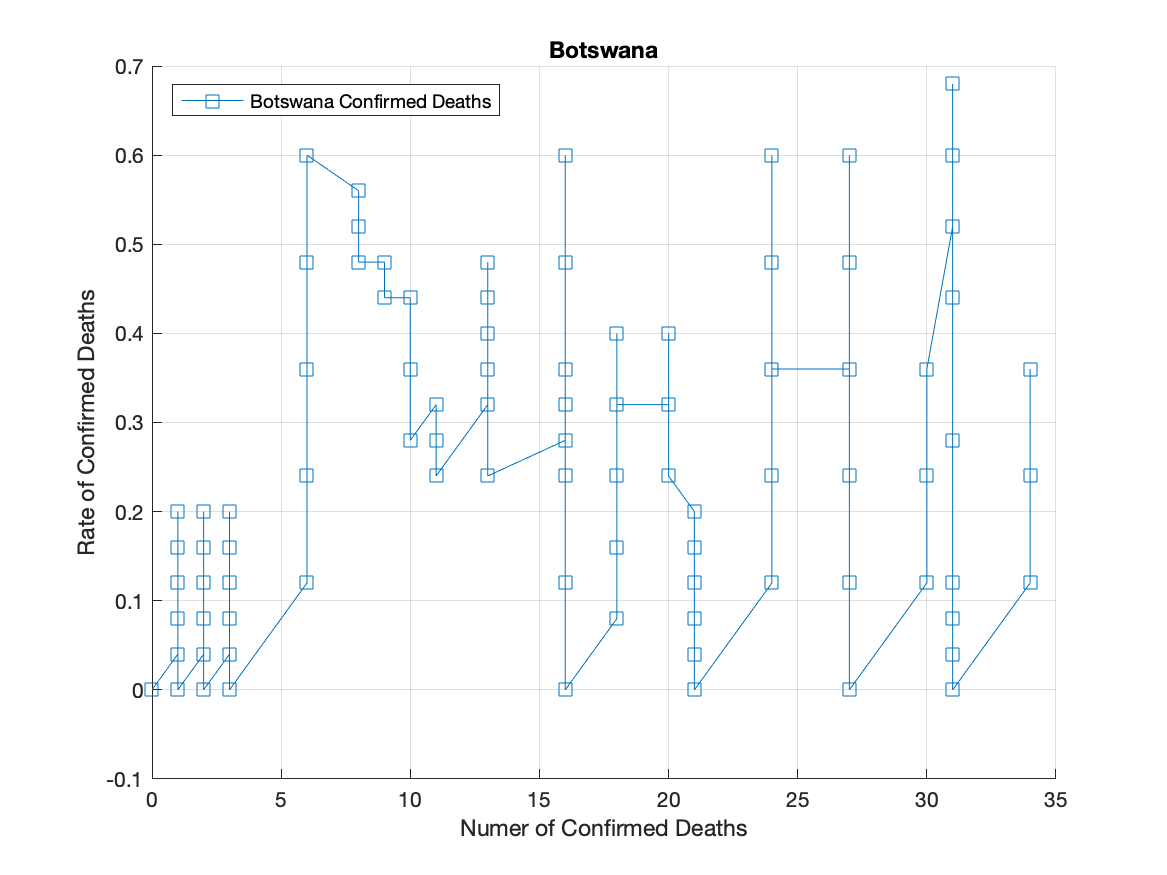 Botswana
Botswana Confirmed Deaths
0.7
0.6
0.5
0.4
0.3
0.2
0.1
0
-0.1
Rate of Confirmed Deaths
0 5 10 15 20 25 30 35
Numer of Confirmed Deaths